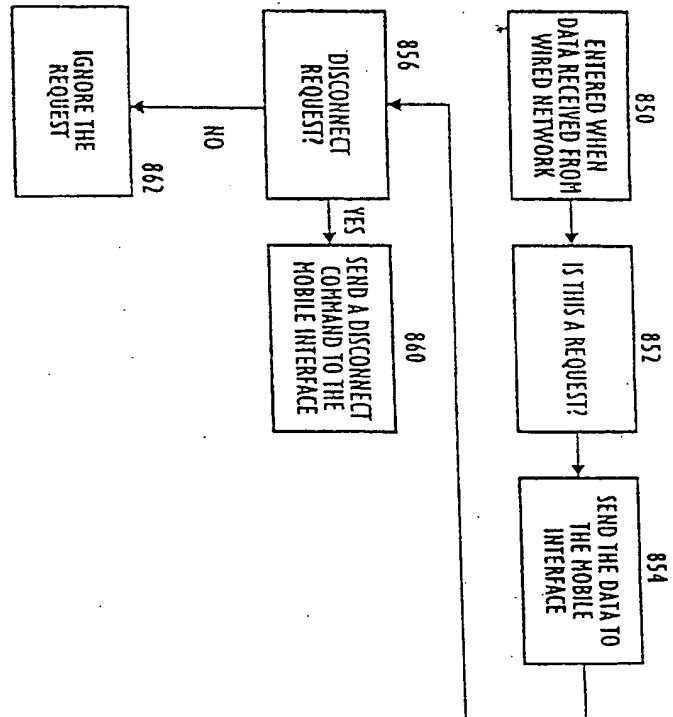 850
ENTERED WHEN
DATA RECEIVED FROM
WIRED NETWORK
852
IS THIS A REQUEST?
854
SEND THE DATA TO
THE MOBILE
INTERFACE
856
DISCONNECT
REQUEST?
YES
860
SEND A DISCONNECT
COMMAND TO THE
MOBILE INTERFACE
NO
862
IGNORE THE
REQUEST